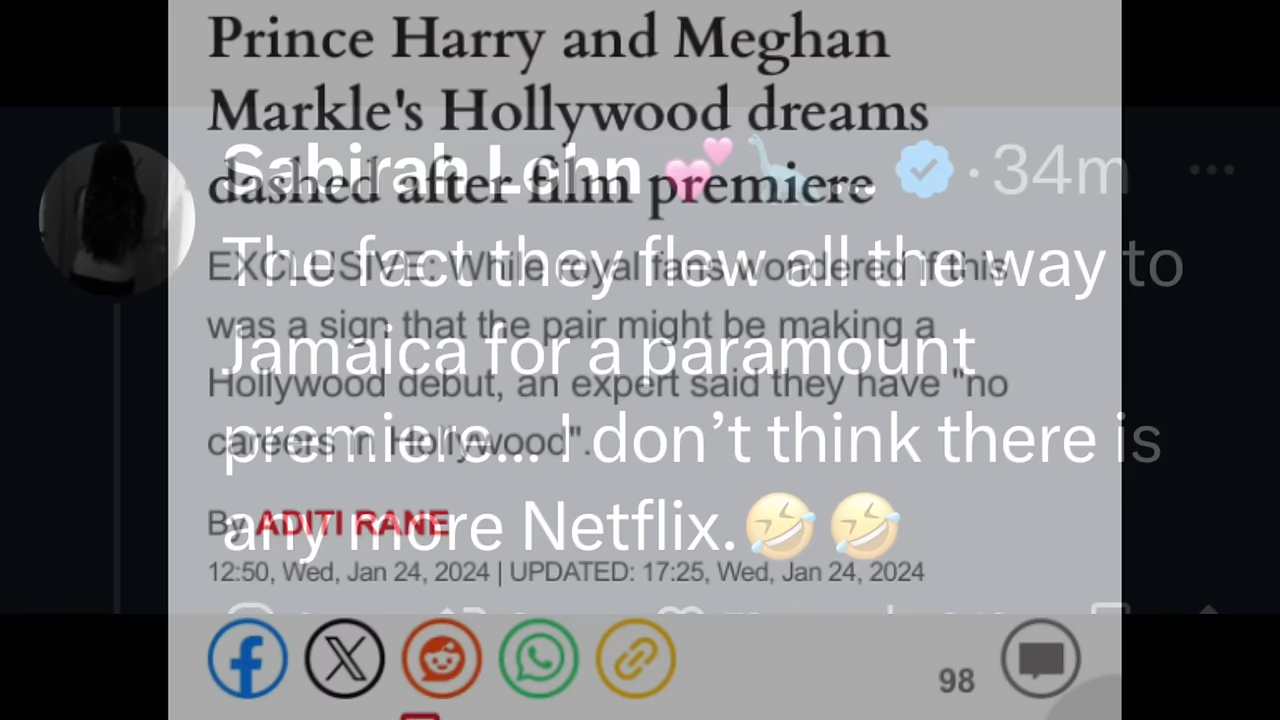 Prince Harry and Meghan
Markle's Hollywood dreams
dashed after film premiere
EXCLUSIVE: While royal fans wondered if this
was a sign that the pair might be making a
Hollywood debut, an expert said they have "no
careers in Hollywood".
By ADITI RANE
12:50, Wed, Jan 24, 2024 | UPDATED: 17:25, Wed, Jan 24, 2024
98
Sabirah Lohn 💕🦕... · 34m
The fact they flew all the way to
Jamaica for a paramount
premiere... I don’t think there is
any more Netflix.🤣🤣